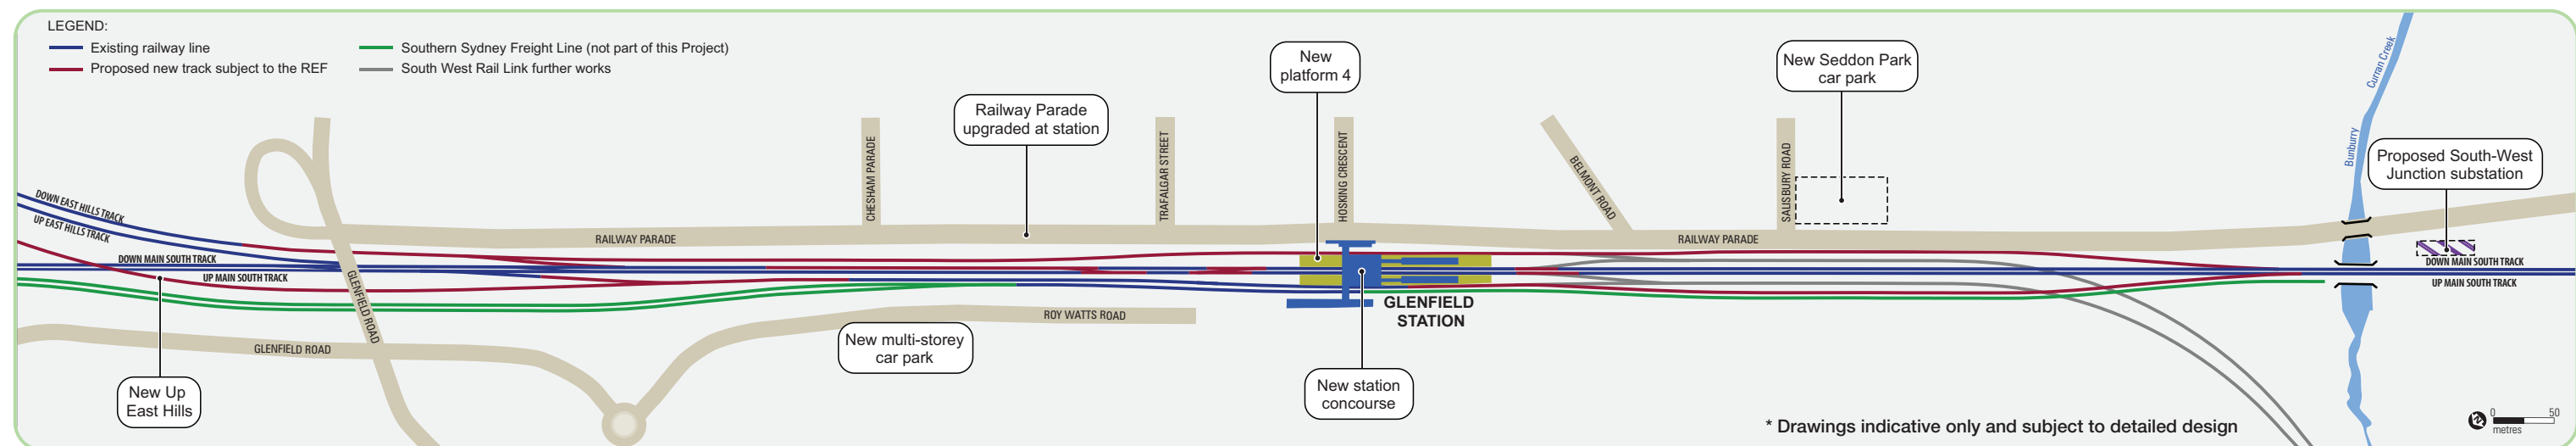 LEGEND:
Existing railway line
Proposed new track subject to the REF
Southern Sydney Freight Line (not part of this Project)
South West Rail Link further works
New
platform 4
New Seddon Park
car park
Railway Parade
upgraded at station
Proposed South-West
Junction substation
CHESHAM PARADE
TRAFALGAR STREET
HOSKING CRESCENT
BELMONT ROAD
SALISBURY ROAD
Bunburry
Curran Creek
DOWN EAST HILLS TRACK
UP EAST HILLS TRACK
RAILWAY PARADE
RAILWAY PARADE
DOWN MAIN SOUTH TRACK
UP MAIN SOUTH TRACK
DOWN MAIN SOUTH TRACK
UP MAIN SOUTH TRACK
GLENFIELD ROAD
GLENFIELD
STATION
ROY WATTS ROAD
GLENFIELD ROAD
New multi-storey
car park
New Up
East Hills
New station
concourse
* Drawings indicative only and subject to detailed design
0 50
metres